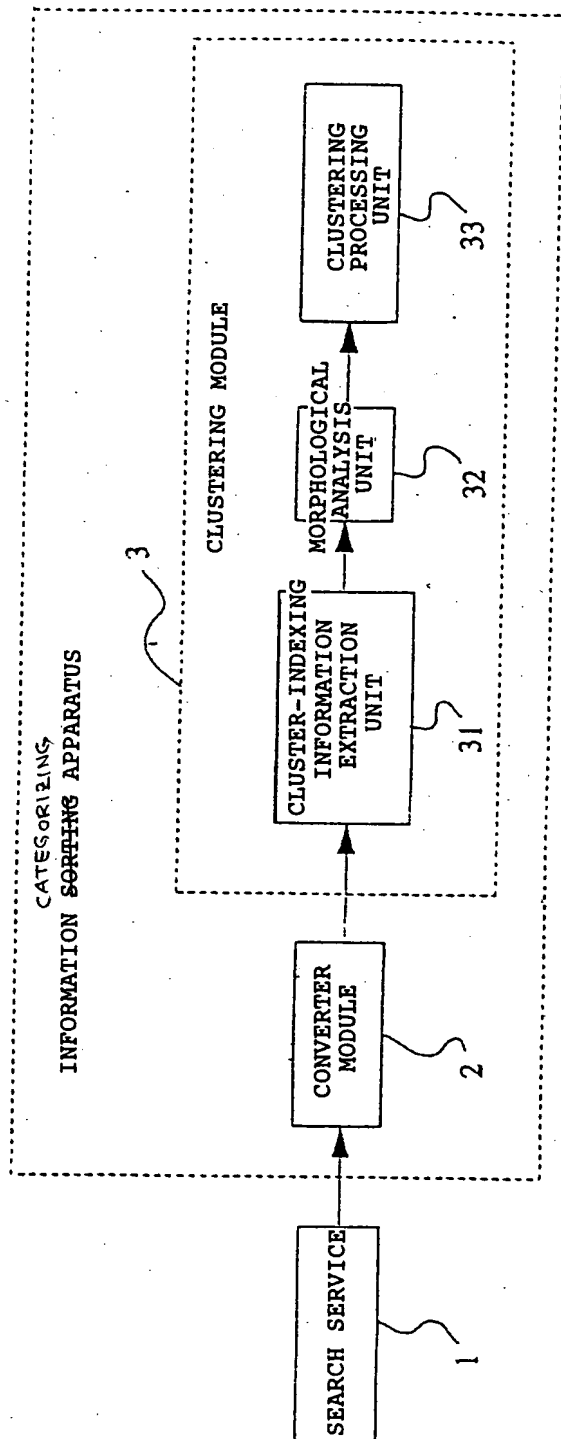 CATEGORIZING
INFORMATION SORTING APPARATUS
3
CLUSTERING MODULE
SEARCH SERVICE
1
CONVERTER
MODULE
2
CLUSTER-INDEXING
INFORMATION
EXTRACTION
UNIT
31
MORPHOLOGICAL
ANALYSIS
UNIT
32
CLUSTERING
PROCESSING
UNIT
33